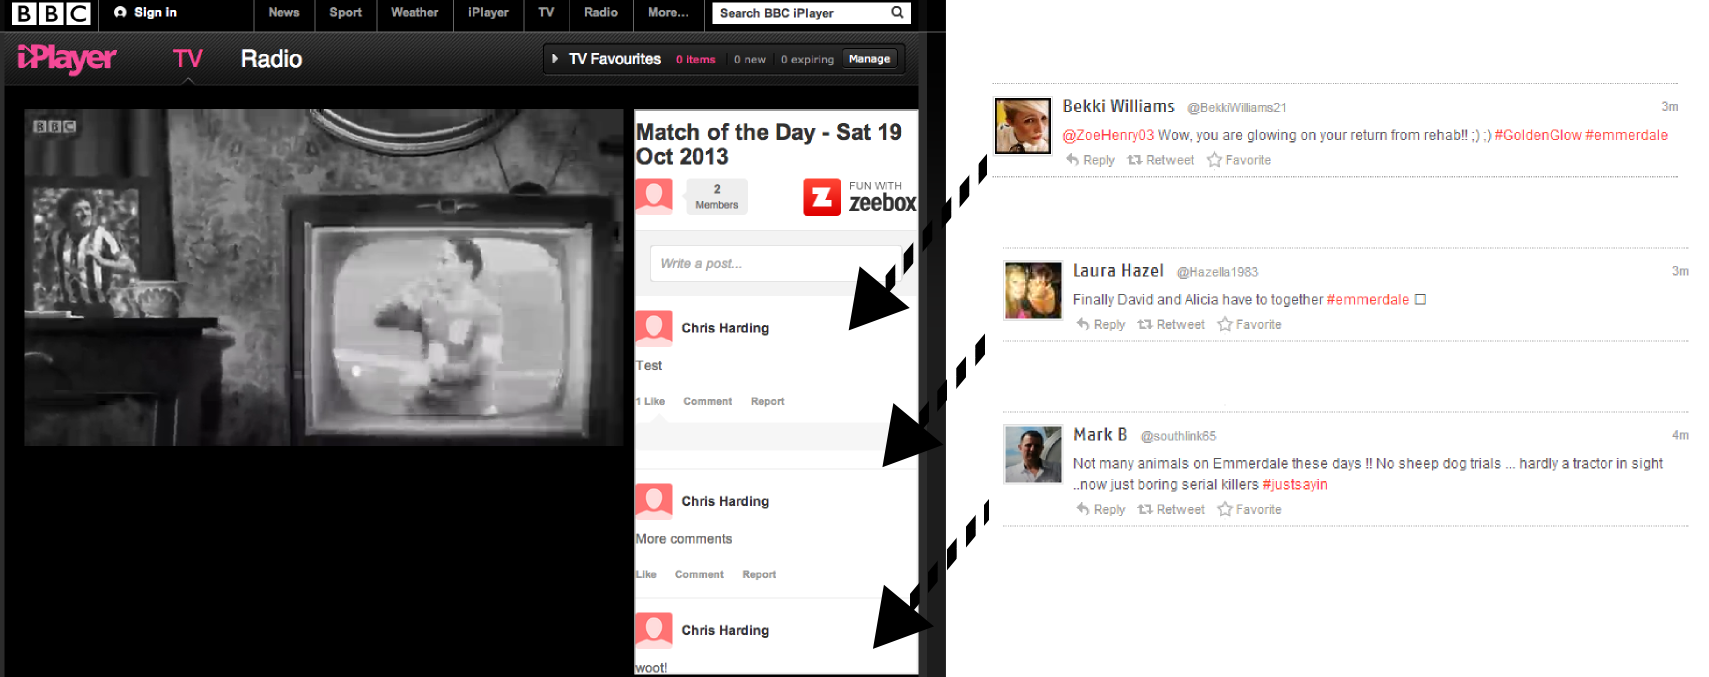 BBC Sign in News Sport Weather iPlayer TV Radio More... Search BBC iPlayer
iPlayer TV Radio TV Favourites 0 items 0 new 0 expiring Manage
BBC
Match of the Day - Sat 19
Oct 2013
2
Members
FUN WITH
zeebox
Write a post...
Chris Harding
Test
1 Like Comment Report
Chris Harding
More comments
Like Comment Report
Chris Harding
woot!
Bekki Williams @BekkiWilliams21 3m
@ZoeHenry03 Wow, you are glowing on your return from rehab!! ;) ;) #GoldenGlow #emmerdale
Reply Retweet Favorite
Laura Hazel @Hazella1983 3m
Finally David and Alicia have to together #emmerdale □
Reply Retweet Favorite
Mark B @southlink65 4m
Not many animals on Emmerdale these days !! No sheep dog trials ... hardly a tractor in sight
..now just boring serial killers #justsayin
Reply Retweet Favorite